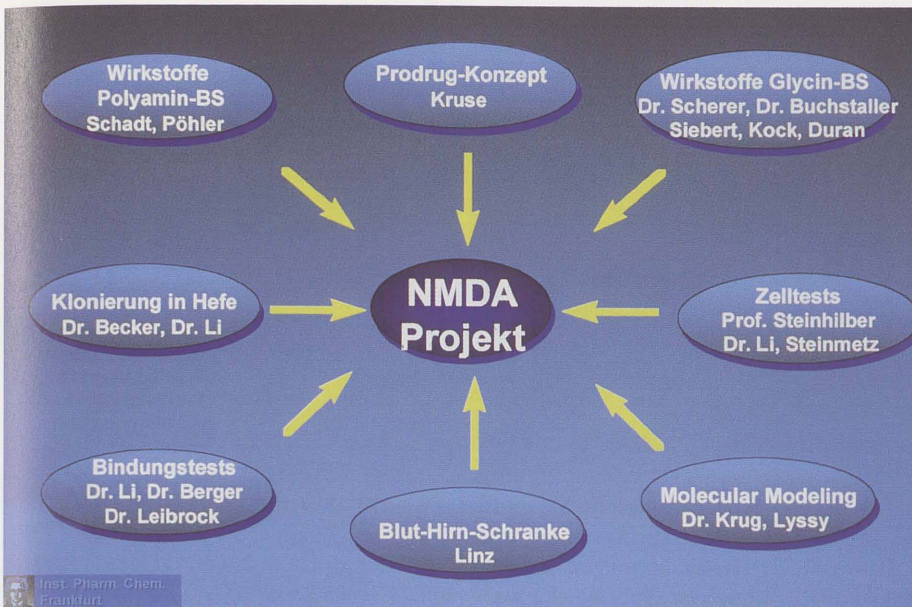 Wirkstoffe
Polyamin-BS
Schadt, Pöhler
Prodrug-Konzept
Kruse
Wirkstoffe Glycin-BS
Dr. Scherer, Dr. Buchstaller
Siebert, Kock, Duran
Klonierung in Hefe
Dr. Becker, Dr. Li
NMDA
Projekt
Zelltests
Prof. Steinhilber
Dr. Li, Steinmetz
Bindungstests
Dr. Li, Dr. Berger
Dr. Leibrock
Blut-Hirn-Schranke
Linz
Molecular Modeling
Dr. Krug, Lyssy
Inst. Pharm. Chem.
Frankfurt